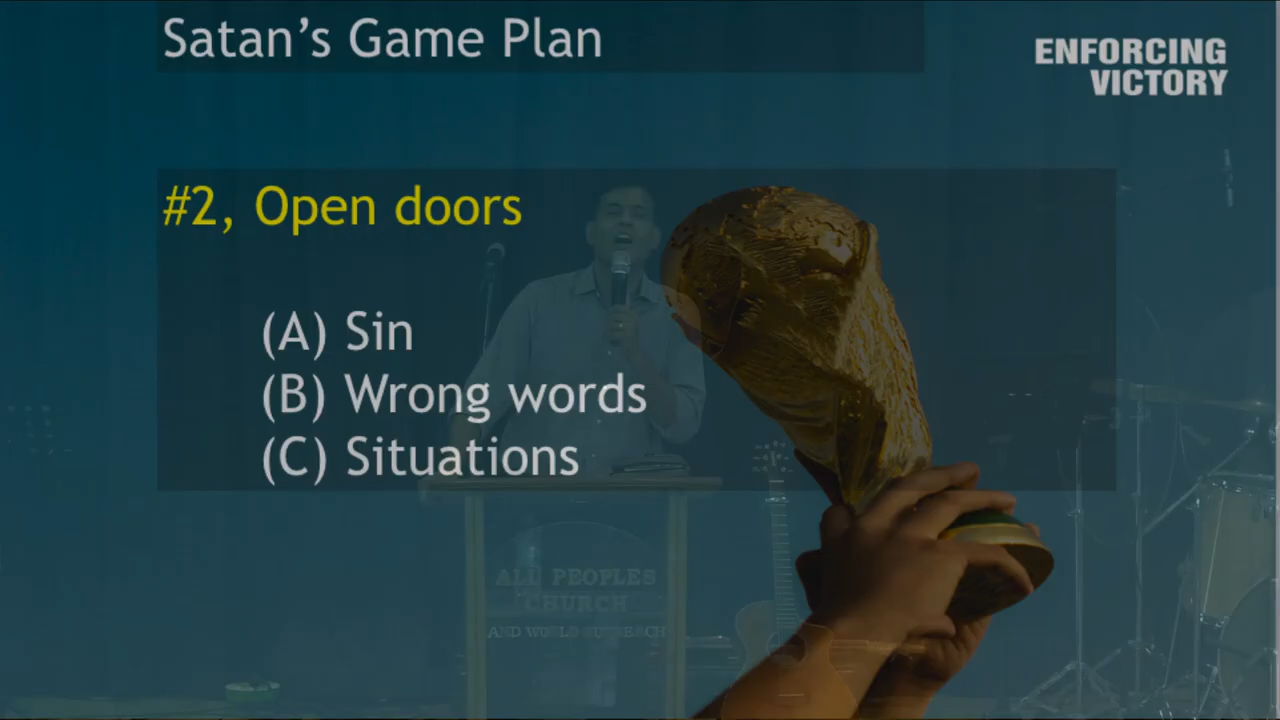 Satan's Game Plan
ENFORCING
VICTORY
#2, Open doors
(A) Sin
(B) Wrong words
(C) Situations
ALL PEOPLES
CHURCH
AND WORLD OUTREACH